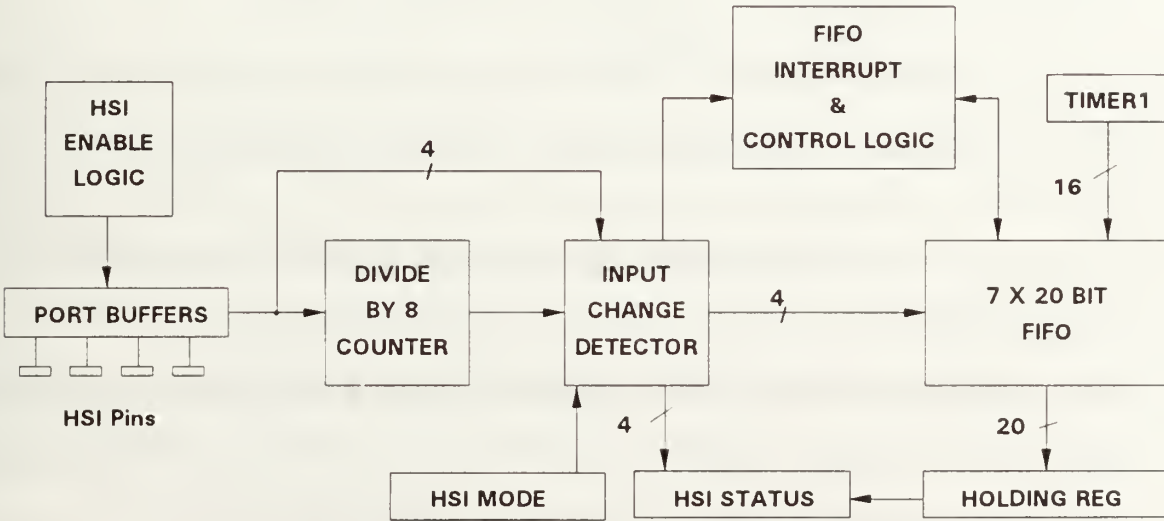 FIFO
INTERRUPT
&
CONTROL LOGIC
TIMER1
HSI
ENABLE
LOGIC
4
16
DIVIDE
BY 8
COUNTER
INPUT
CHANGE
DETECTOR
4
7 X 20 BIT
FIFO
PORT BUFFERS
HSI Pins
4
20
HSI MODE
HSI STATUS
HOLDING REG